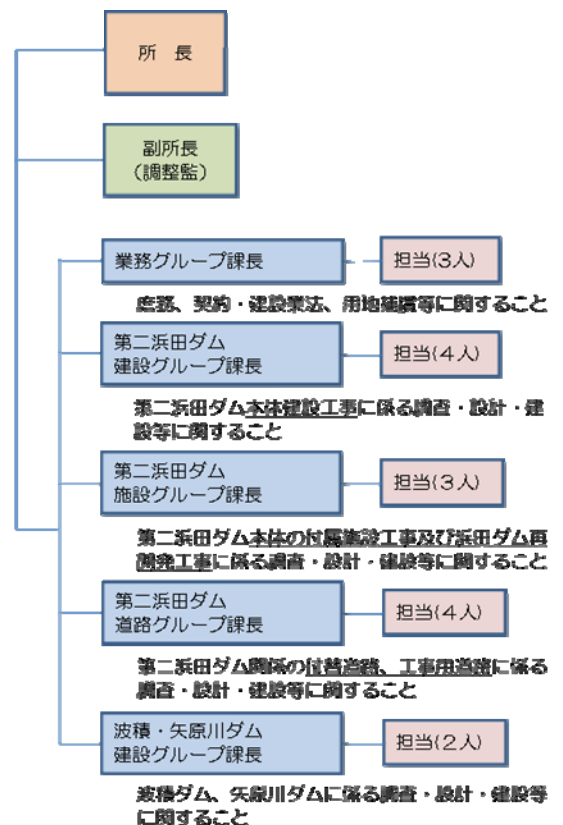 所 長
副所長
(調整監)
業務グループ課長
担当(3人)
庶務、契約・建設業法、用地補償等に関すること
第二浜田ダム
建設グループ課長
担当(4人)
第二浜田ダム本体建設工事に係る調査・設計・建
設等に関すること
第二浜田ダム
施設グループ課長
担当(3人)
第二浜田ダム本体の付属施設工事及び浜田ダム再
開発工事に係る調査・設計・建設等に関すること
第二浜田ダム
道路グループ課長
担当(4人)
第二浜田ダム関係の付替道路、工事用道路に係る
調査・設計・建設等に関すること
波積・矢原川ダム
建設グループ課長
担当(2人)
波積ダム、矢原川ダムに係る調査・設計・建設等
に関すること